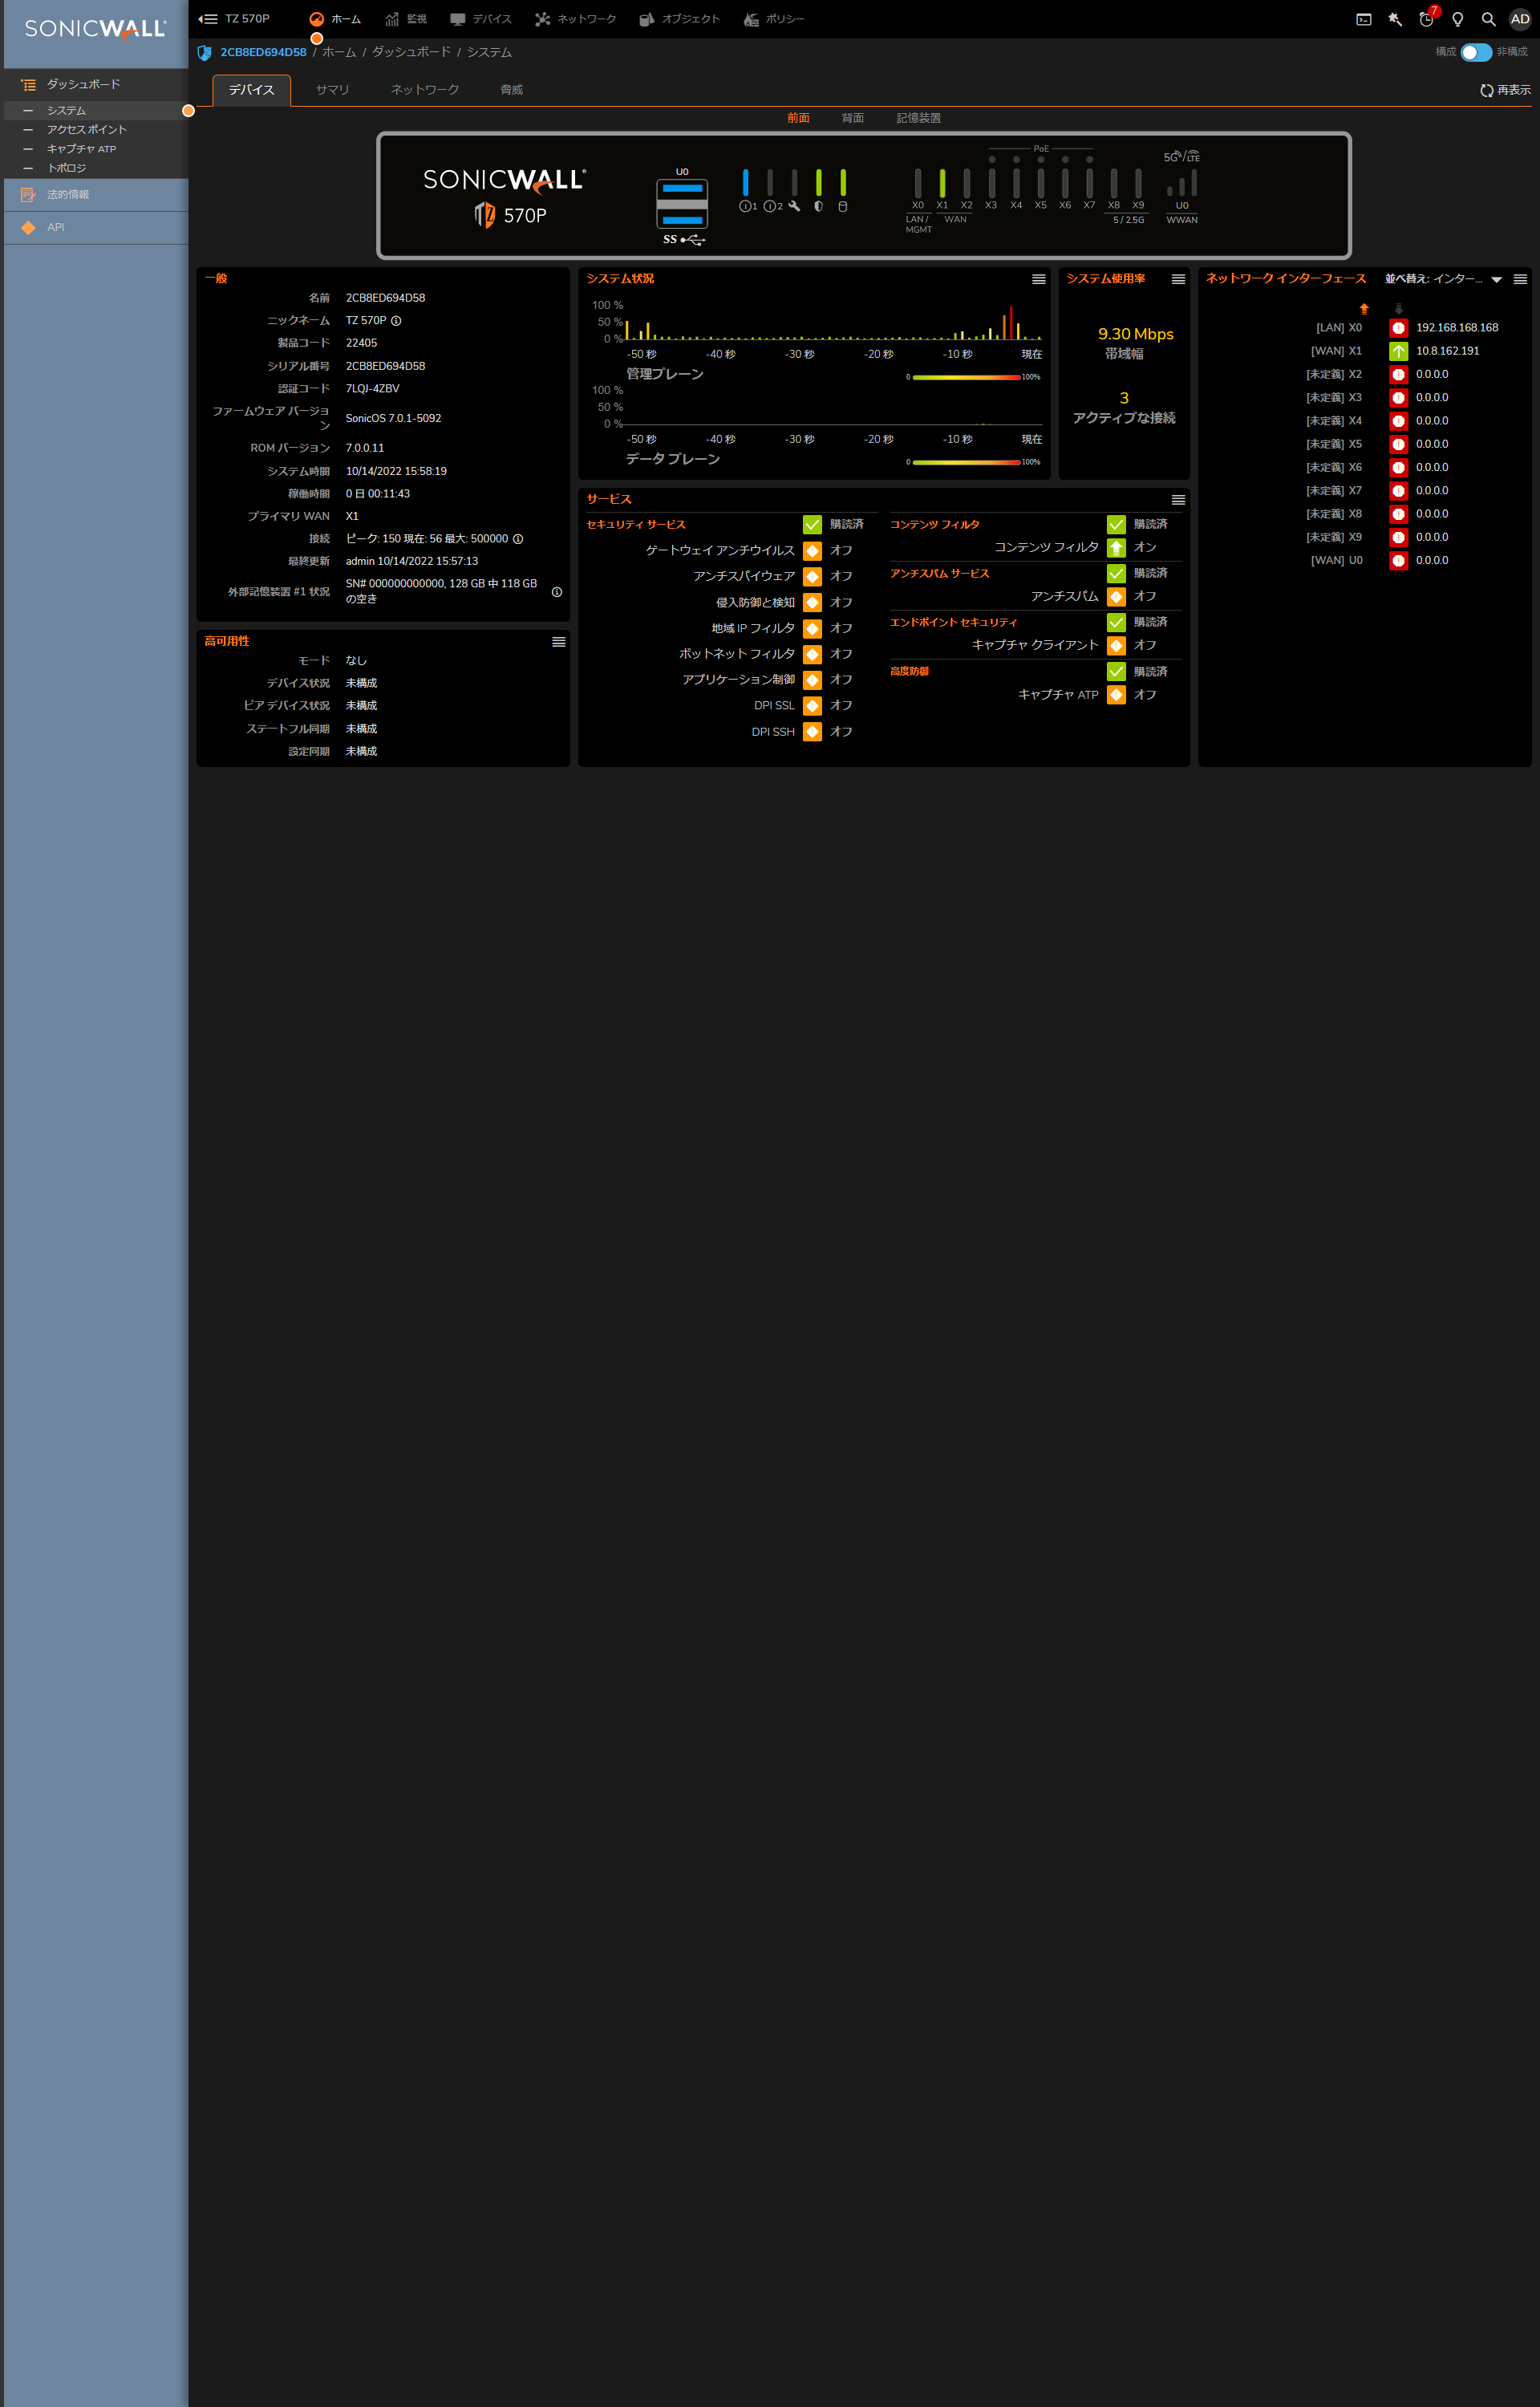 SONICWALL
TZ 570P
ホーム
監視
デバイス
ネットワーク
オブジェクト
ポリシー
7
AD
2CB8ED694D58 / ホーム / ダッシュボード / システム
構成
非構成
ダッシュボード
システム
アクセス ポイント
キャプチャ ATP
トポロジ
法的情報
API
デバイス
サマリ
ネットワーク
脅威
再表示
前面
背面
記憶装置
SONICWALL
TZ 570P
U0
SS
1
2
PoE
5G / LTE
X0
X1
X2
X3
X4
X5
X6
X7
X8
X9
U0
LAN / MGMT
WAN
5 / 2.5G
WWAN
一般
名前 2CB8ED694D58
ニックネーム TZ 570P
製品コード 22405
シリアル番号 2CB8ED694D58
認証コード 7LQJ-4ZBV
ファームウェア バージョン SonicOS 7.0.1-5092
ROM バージョン 7.0.0.11
システム時間 10/14/2022 15:58:19
稼働時間 0 日 00:11:43
プライマリ WAN X1
接続 ピーク: 150 現在: 56 最大: 500000
最終更新 admin 10/14/2022 15:57:13
外部記憶装置 #1 状況 SN# 000000000000, 128 GB 中 118 GB の空き
高可用性
モード なし
デバイス状況 未構成
ピア デバイス状況 未構成
ステートフル同期 未構成
設定同期 未構成
システム状況
100 %
50 %
0 %
-50 秒 -40 秒 -30 秒 -20 秒 -10 秒 現在
管理プレーン
0 100%
100 %
50 %
0 %
-50 秒 -40 秒 -30 秒 -20 秒 -10 秒 現在
データ プレーン
0 100%
システム使用率
9.30 Mbps
帯域幅
3
アクティブな接続
サービス
セキュリティ サービス 購読済
ゲートウェイ アンチウイルス オフ
アンチスパイウェア オフ
侵入防御と検知 オフ
地域 IP フィルタ オフ
ボットネット フィルタ オフ
アプリケーション制御 オフ
DPI SSL オフ
DPI SSH オフ
コンテンツ フィルタ 購読済
コンテンツ フィルタ オン
アンチスパム サービス 購読済
アンチスパム オフ
エンドポイント セキュリティ 購読済
キャプチャ クライアント オフ
高度防御 購読済
キャプチャ ATP オフ
ネットワーク インターフェース
並べ替え: インター...
[LAN] X0 192.168.168.168
[WAN] X1 10.8.162.191
[未定義] X2 0.0.0.0
[未定義] X3 0.0.0.0
[未定義] X4 0.0.0.0
[未定義] X5 0.0.0.0
[未定義] X6 0.0.0.0
[未定義] X7 0.0.0.0
[未定義] X8 0.0.0.0
[未定義] X9 0.0.0.0
[WAN] U0 0.0.0.0